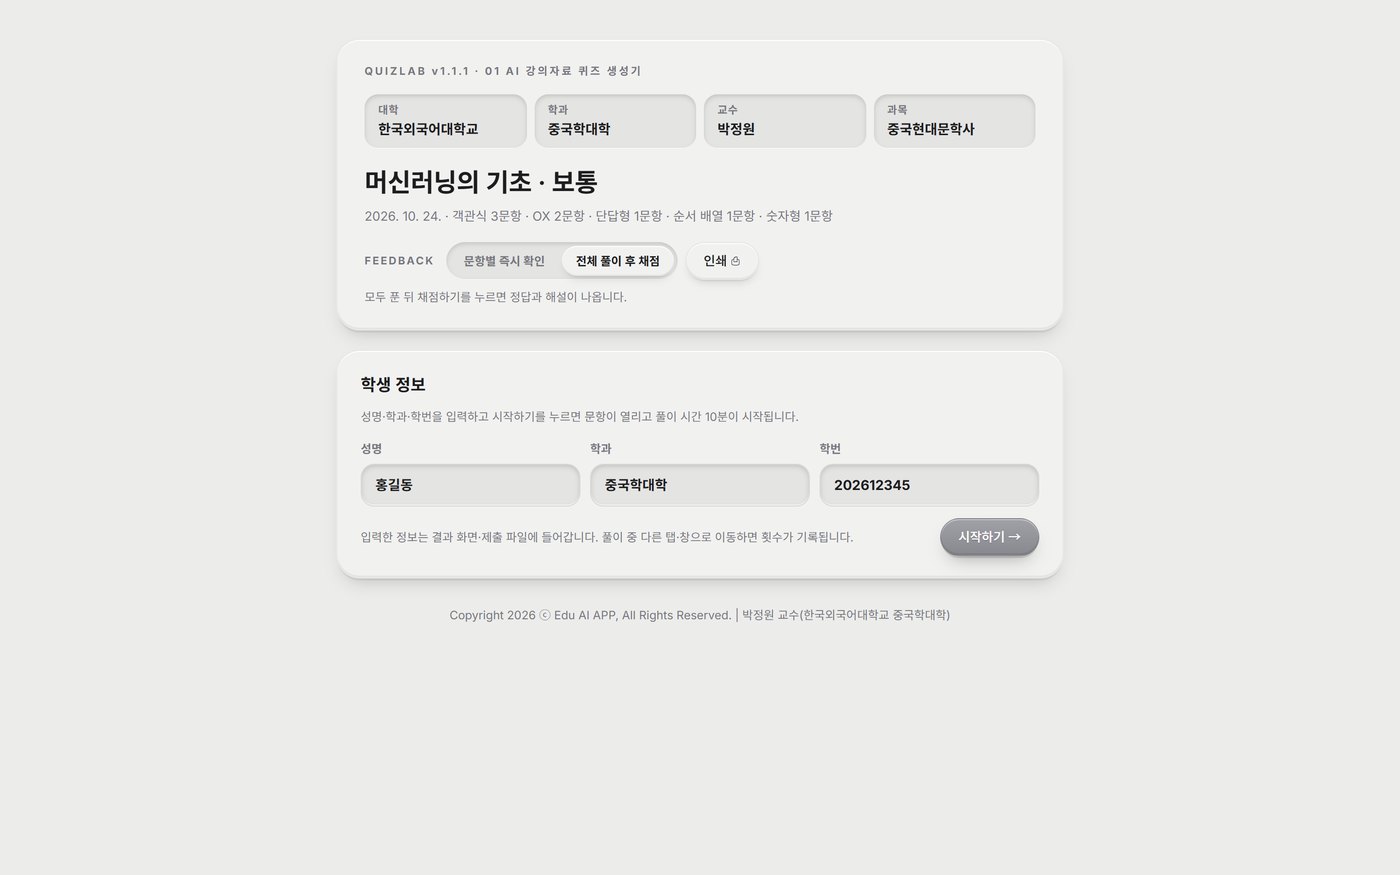 QUIZLAB v1.1.1 · 01 AI 강의자료 퀴즈 생성기
대학 학과 교수 과목
한국외국어대학교 중국학대학 박정원 중국현대문학사
머신러닝의 기초 · 보통
2026. 10. 24. · 객관식 3문항 · OX 2문항 · 단답형 1문항 · 순서 배열 1문항 · 숫자형 1문항
FEEDBACK 문항별 즉시 확인 전체 풀이 후 채점 인쇄 ⎙
모두 푼 뒤 채점하기를 누르면 정답과 해설이 나옵니다.
학생 정보
성명·학과·학번을 입력하고 시작하기를 누르면 문항이 열리고 풀이 시간 10분이 시작됩니다.
성명 학과 학번
홍길동 중국학대학 202612345
입력한 정보는 결과 화면·제출 파일에 들어갑니다. 풀이 중 다른 탭·창으로 이동하면 횟수가 기록됩니다. 시작하기 →
Copyright 2026 ⓒ Edu AI APP, All Rights Reserved. | 박정원 교수(한국외국어대학교 중국학대학)